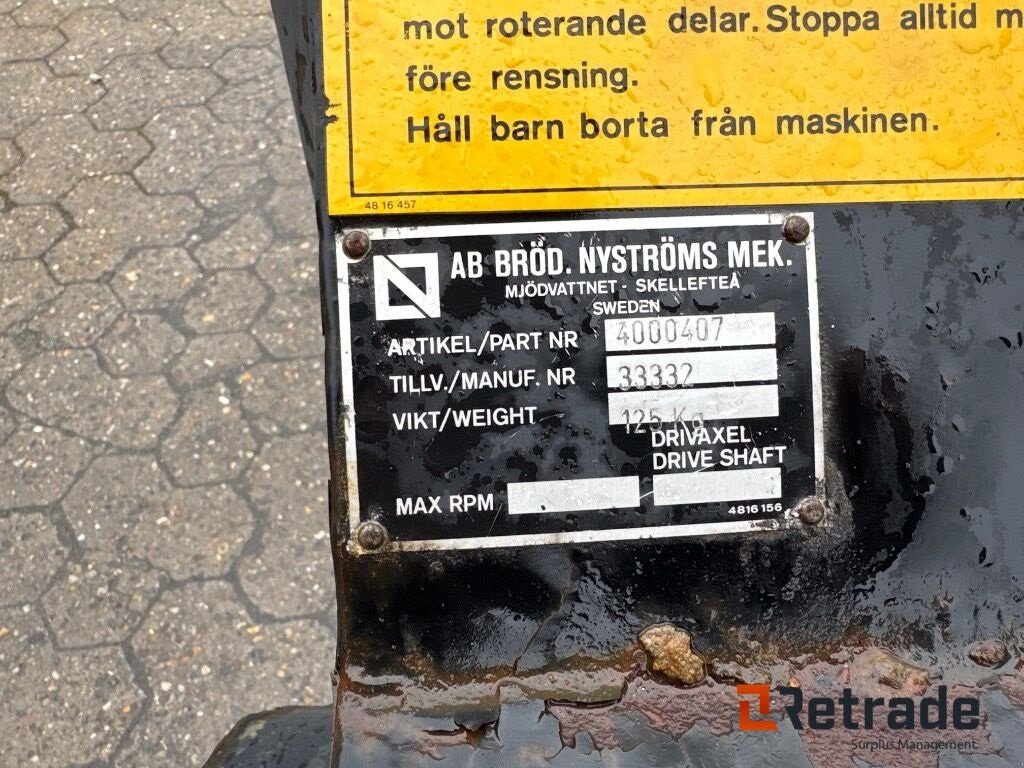 mot roterande delar. Stoppa alltid m
före rensning.
Håll barn borta från maskinen.
48 16 457
AB BRÖD. NYSTRÖMS MEK.
MJÖDVATTNET - SKELLEFTEÅ
SWEDEN
ARTIKEL/PART NR 4000407
TILLV./MANUF. NR 33332
VIKT/WEIGHT 125 Kg
DRIVAXEL
DRIVE SHAFT
MAX RPM
4816 156
Retrade
Surplus Management